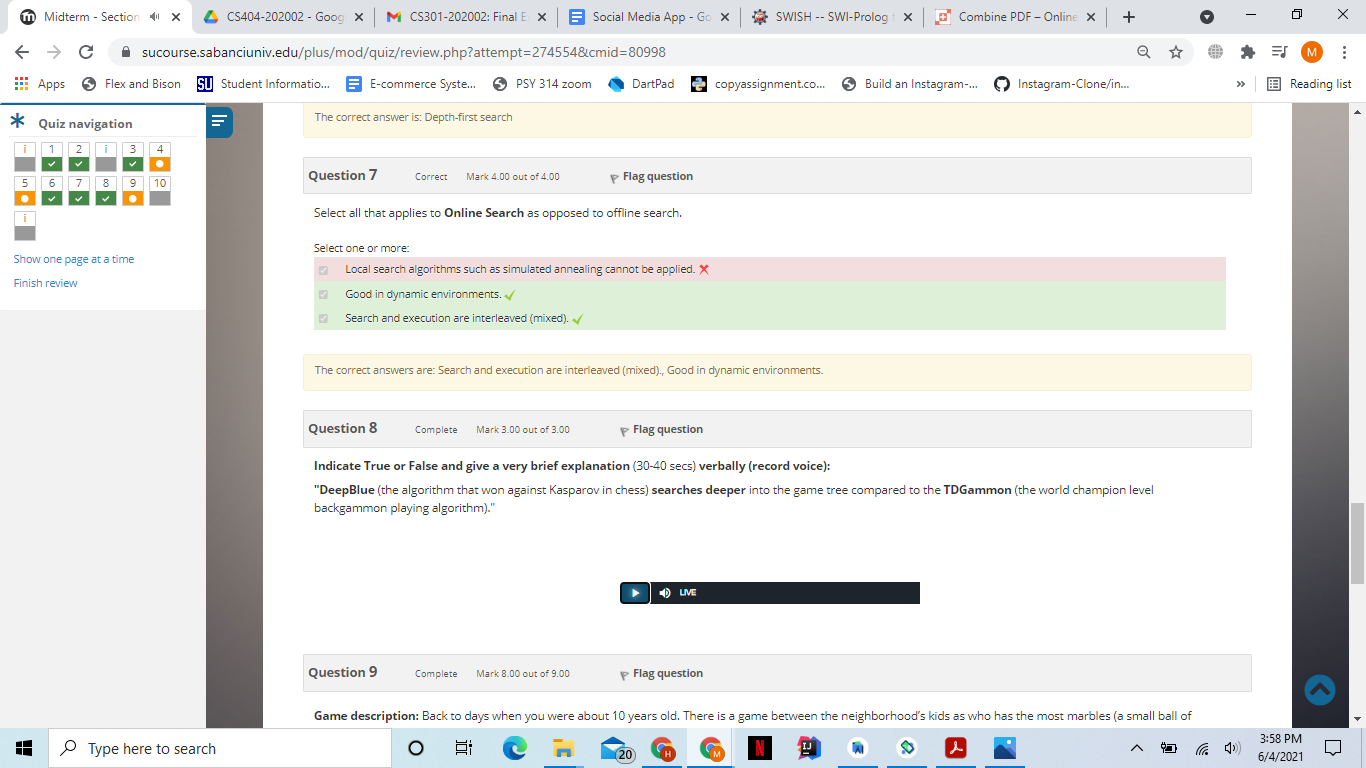 Midterm - Section
CS404-202002 - Goog
CS301-202002: Final E
Social Media App - Go
SWISH -- SWI-Prolog f
Combine PDF – Online
sucourse.sabanciuniv.edu/plus/mod/quiz/review.php?attempt=274554&cmid=80998
M
Apps
Flex and Bison
SU Student Informatio...
E-commerce Syste...
PSY 314 zoom
DartPad
copyassignment.co...
Build an Instagram-...
Instagram-Clone/in...
»
Reading list
Quiz navigation
i 1 2 i 3 4
5 6 7 8 9 10
i
Show one page at a time
Finish review
The correct answer is: Depth-first search
Question 7 Correct Mark 4.00 out of 4.00 Flag question
Select all that applies to Online Search as opposed to offline search.
Select one or more:
Local search algorithms such as simulated annealing cannot be applied.
Good in dynamic environments.
Search and execution are interleaved (mixed).
The correct answers are: Search and execution are interleaved (mixed)., Good in dynamic environments.
Question 8 Complete Mark 3.00 out of 3.00 Flag question
Indicate True or False and give a very brief explanation (30-40 secs) verbally (record voice):
"DeepBlue (the algorithm that won against Kasparov in chess) searches deeper into the game tree compared to the TDGammon (the world champion level
backgammon playing algorithm)."
LIVE
Question 9 Complete Mark 8.00 out of 9.00 Flag question
Game description: Back to days when you were about 10 years old. There is a game between the neighborhood's kids as who has the most marbles (a small ball of
Type here to search
20
H
M
N
IJ
3:58 PM
6/4/2021